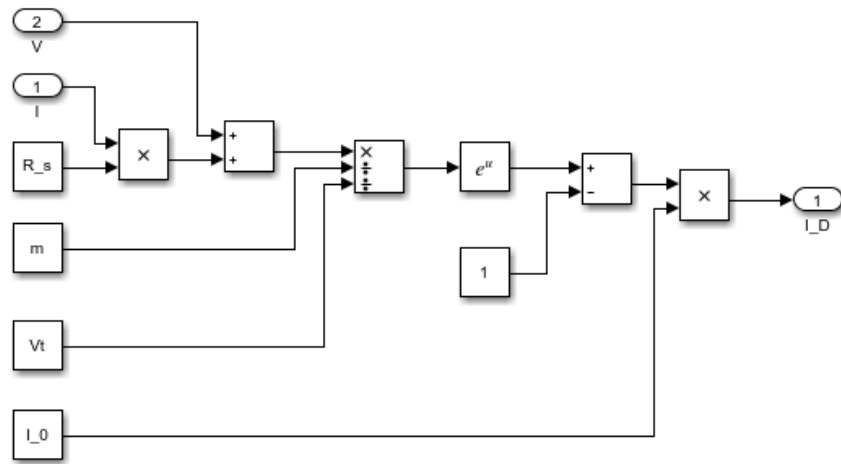 2
V
1
I
R_s
×
+
+
×
÷
÷
e^u
+
−
×
1
I_D
m
1
Vt
I_0